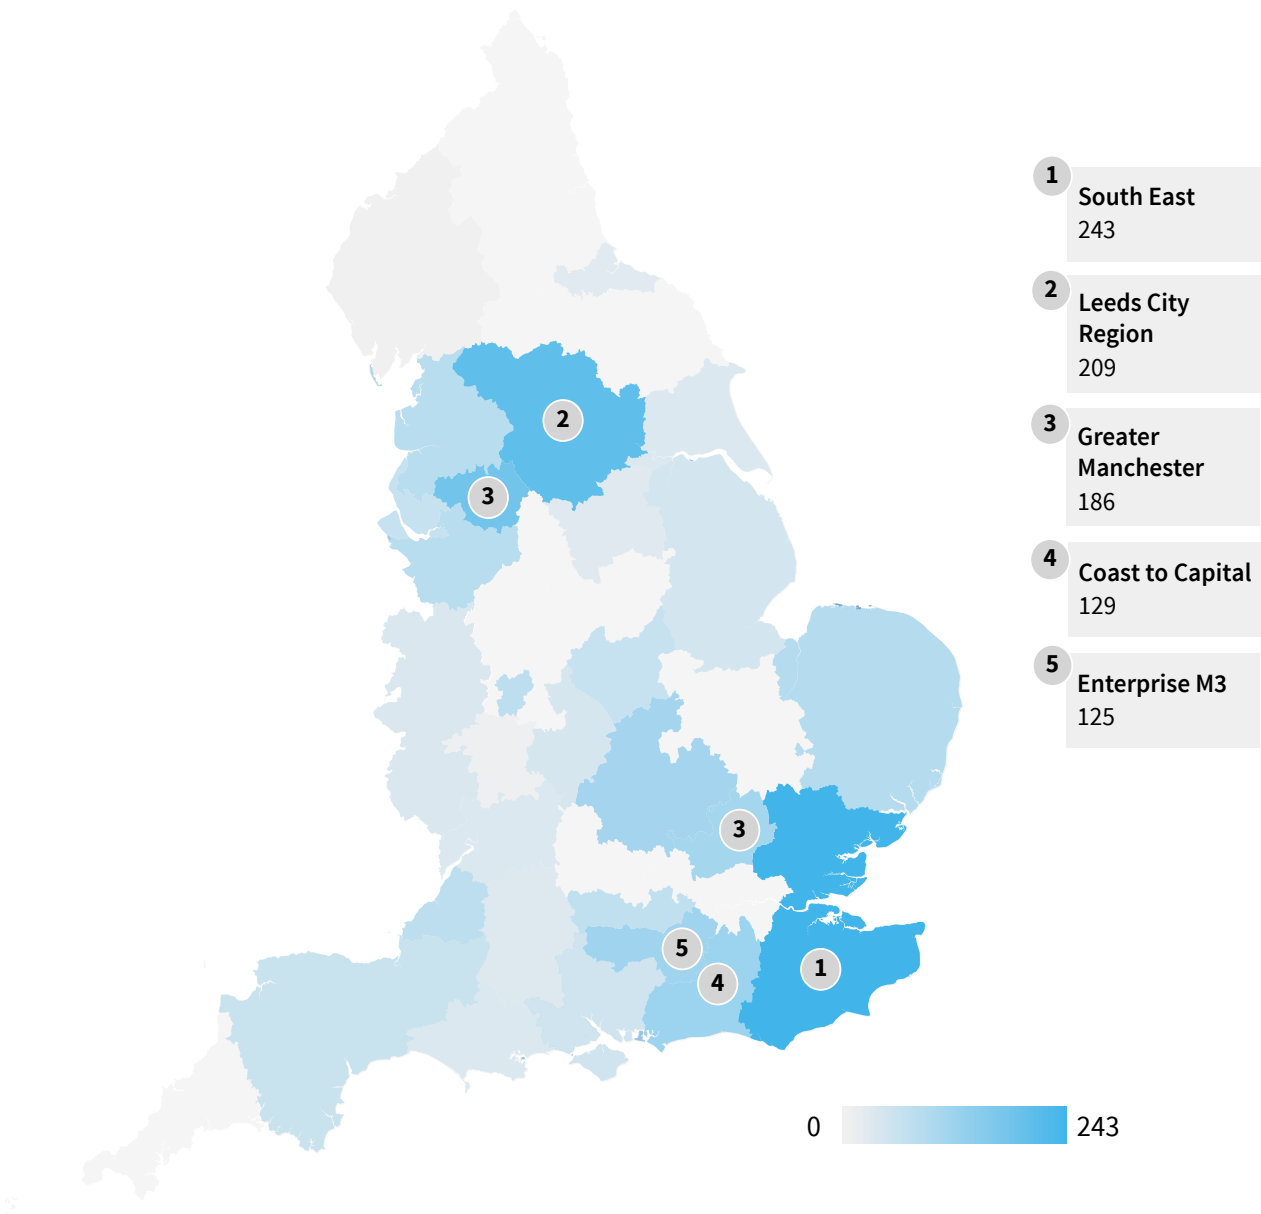 1
South East
243
2
Leeds City
Region
209
3
Greater
Manchester
186
4
Coast to Capital
129
5
Enterprise M3
125
2
3
3
5
4
1
0
243